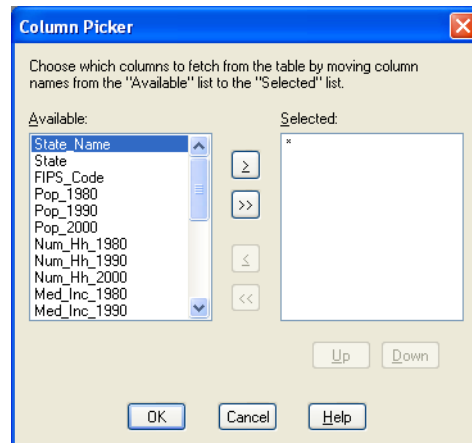 Column Picker
Choose which columns to fetch from the table by moving column
names from the "Available" list to the "Selected" list.
Available:
Selected:
State_Name
State
FIPS_Code
Pop_1980
Pop_1990
Pop_2000
Num_Hh_1980
Num_Hh_1990
Num_Hh_2000
Med_Inc_1980
Med_Inc_1990
>
>>
<
<<
*
Up
Down
OK
Cancel
Help